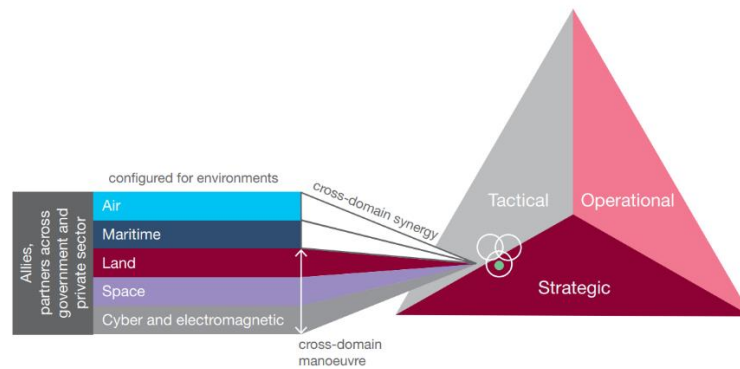 Allies,
partners across
government and
private sector
configured for environments
Air
Maritime
Land
Space
Cyber and electromagnetic
cross-domain synergy
cross-domain
manoeuvre
Tactical
Operational
Strategic